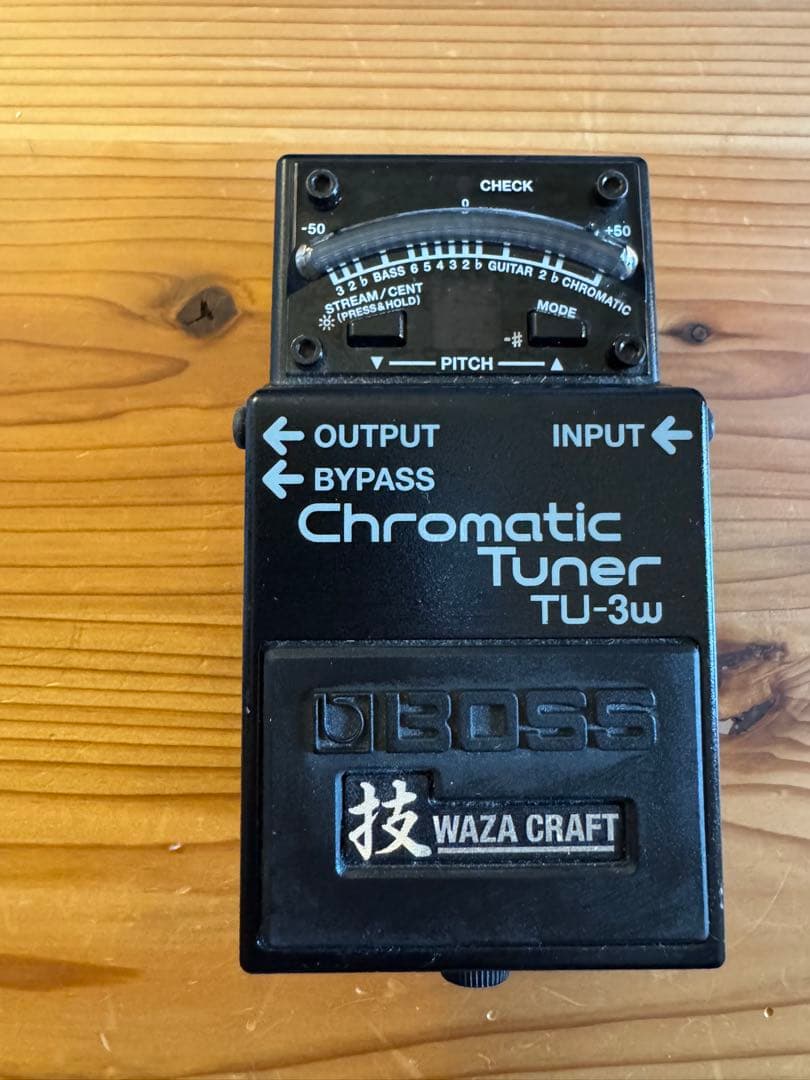 CHECK
0
-50 +50
3 2 ♭ BASS 6 5 4 3 2 ♭ GUITAR 2 ♭ CHROMATIC
STREAM/CENT
(PRESS&HOLD)
MODE
-#
▼ PITCH ▲
← OUTPUT
INPUT ←
← BYPASS
Chromatic
Tuner
TU-3w
BOSS
技 WAZA CRAFT